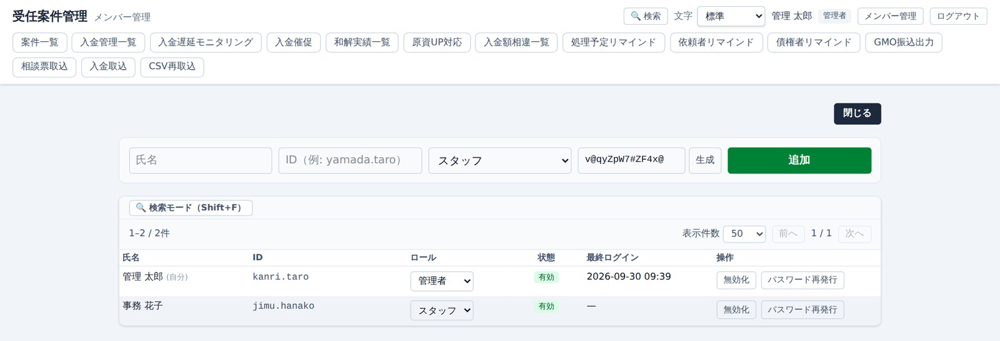 受任案件管理 メンバー管理 🔍 検索 文字 標準 管理 太郎 管理者 メンバー管理 ログアウト
案件一覧 入金管理一覧 入金遅延モニタリング 入金催促 和解実績一覧 原資UP対応 入金額相違一覧 処理予定リマインド 依頼者リマインド 債権者リマインド GMO振込出力
相談票取込 入金取込 CSV再取込
閉じる
氏名 ID（例: yamada.taro） スタッフ v@qyZpW7#ZF4x@ 生成 追加
🔍 検索モード（Shift+F）
1–2 / 2件 表示件数 50 前へ 1 / 1 次へ
氏名 ID ロール 状態 最終ログイン 操作
管理 太郎 (自分) kanri.taro 管理者 有効 2026-09-30 09:39 無効化 パスワード再発行
事務 花子 jimu.hanako スタッフ 有効 — 無効化 パスワード再発行